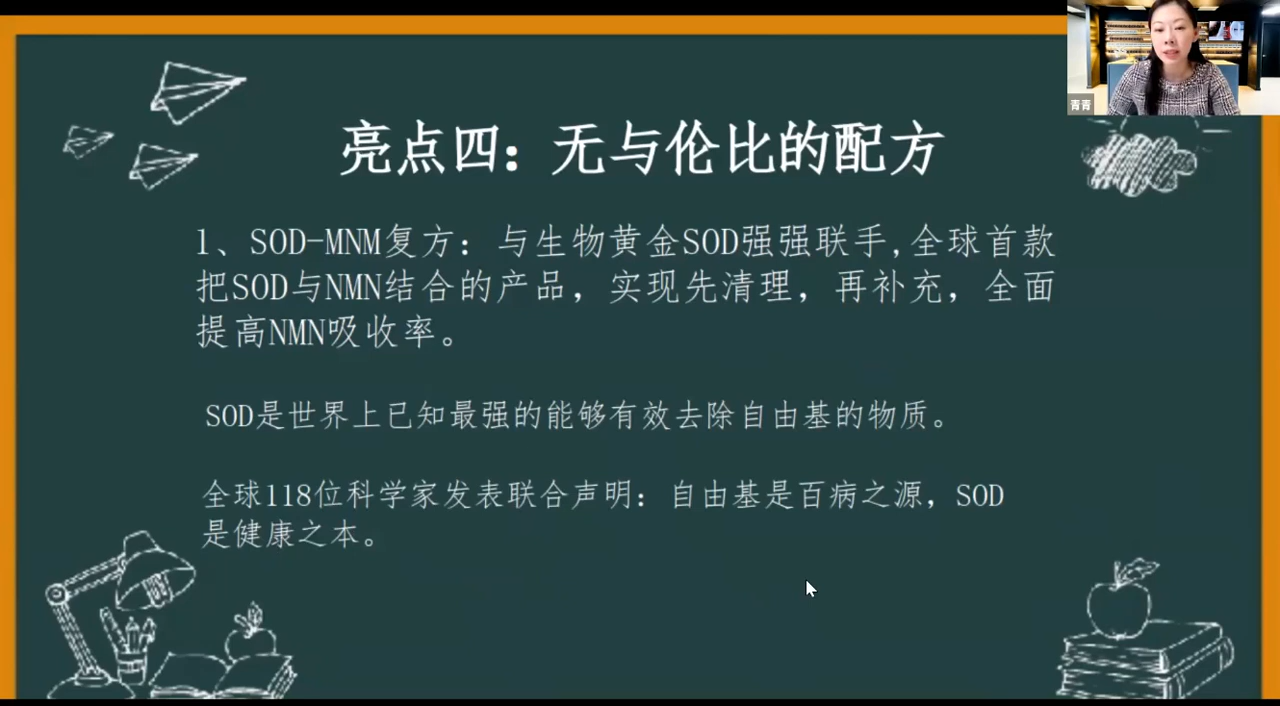 亮点四：无与伦比的配方
1、SOD-MNM复方：与生物黄金SOD强强联手,全球首款
把SOD与NMN结合的产品，实现先清理，再补充，全面
提高NMN吸收率。
SOD是世界上已知最强的能够有效去除自由基的物质。
全球118位科学家发表联合声明：自由基是百病之源，SOD
是健康之本。
青青